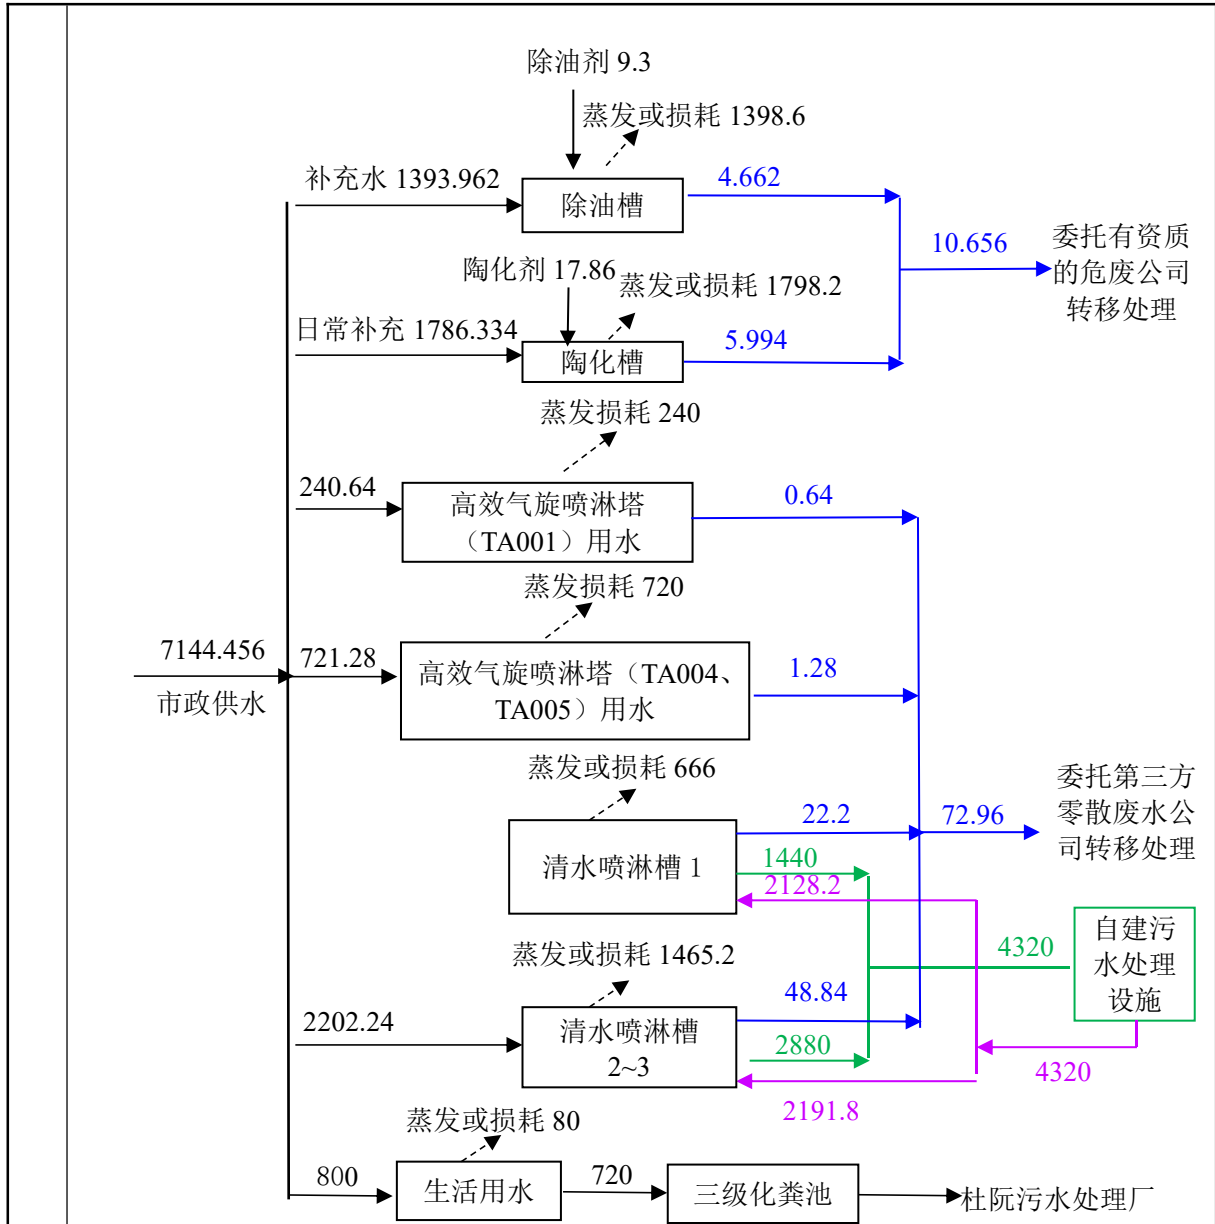 除油剂 9.3
蒸发或损耗 1398.6
补充水 1393.962
除油槽
4.662
10.656
委托有资质
的危废公司
转移处理
陶化剂 17.86
蒸发或损耗 1798.2
日常补充 1786.334
陶化槽
5.994
蒸发损耗 240
240.64
高效气旋喷淋塔
（TA001）用水
0.64
蒸发损耗 720
7144.456
市政供水
721.28
高效气旋喷淋塔（TA004、
TA005）用水
1.28
蒸发或损耗 666
清水喷淋槽 1
22.2
72.96
委托第三方
零散废水公
司转移处理
1440
2128.2
4320
自建污
水处理
设施
蒸发或损耗 1465.2
2202.24
清水喷淋槽
2~3
48.84
2880
4320
2191.8
蒸发或损耗 80
800
生活用水
720
三级化粪池
杜阮污水处理厂